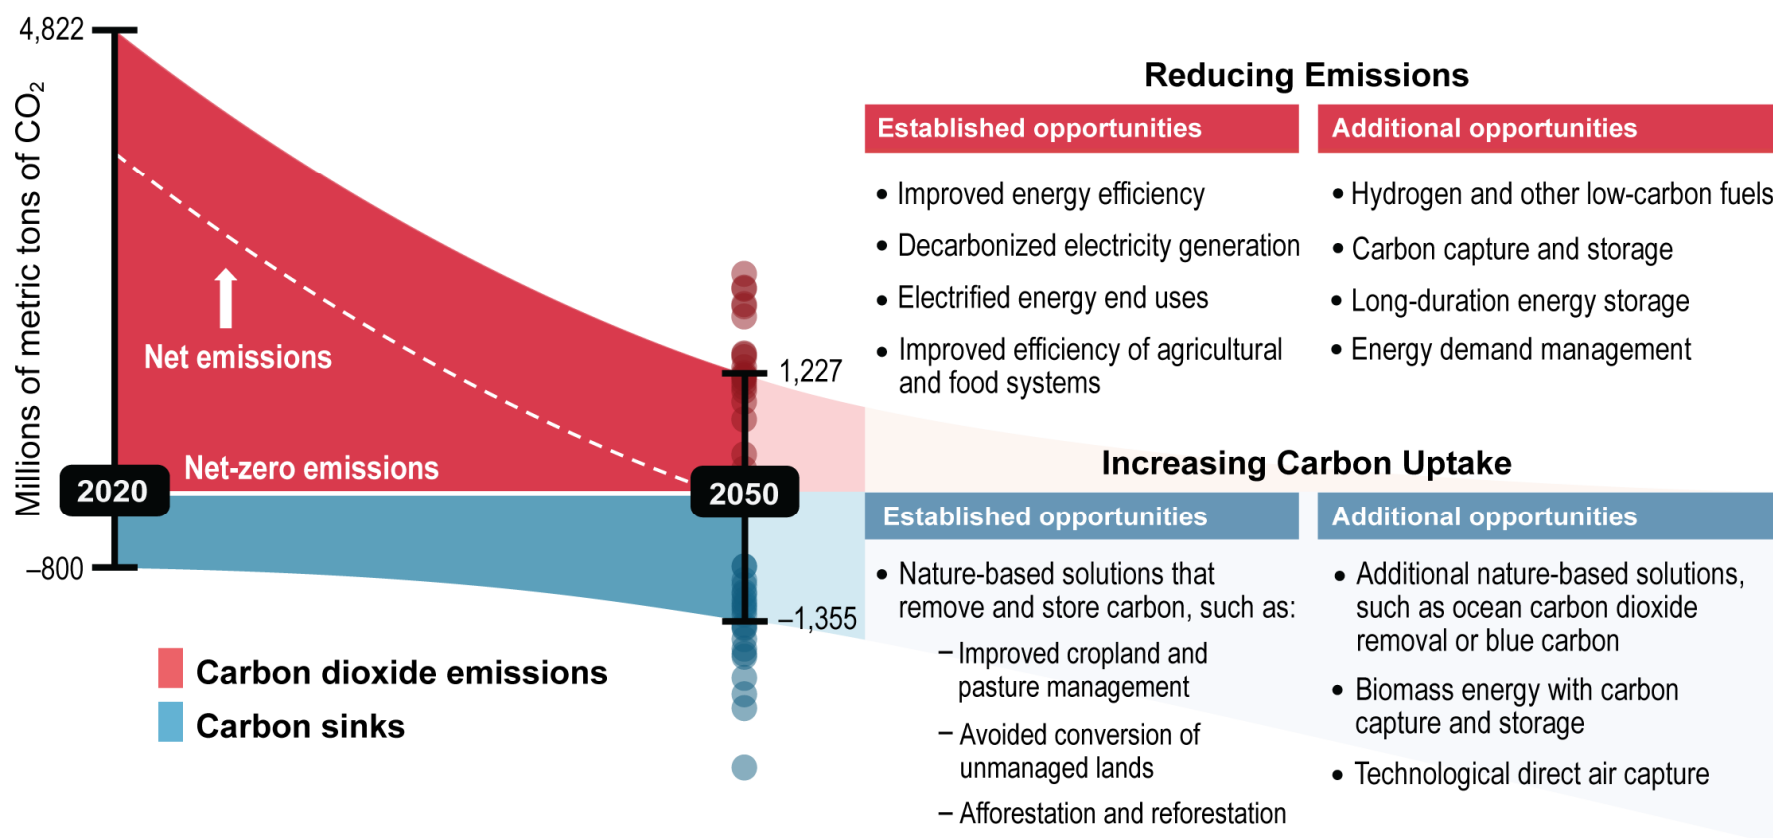 4,822
Millions of metric tons of CO₂
Net emissions
Net-zero emissions
2020
2050
–800
1,227
–1,355
Carbon dioxide emissions
Carbon sinks
Reducing Emissions
Established opportunities
• Improved energy efficiency
• Decarbonized electricity generation
• Electrified energy end uses
• Improved efficiency of agricultural
and food systems
Additional opportunities
• Hydrogen and other low-carbon fuels
• Carbon capture and storage
• Long-duration energy storage
• Energy demand management
Increasing Carbon Uptake
Established opportunities
• Nature-based solutions that
remove and store carbon, such as:
– Improved cropland and
pasture management
– Avoided conversion of
unmanaged lands
– Afforestation and reforestation
Additional opportunities
• Additional nature-based solutions,
such as ocean carbon dioxide
removal or blue carbon
• Biomass energy with carbon
capture and storage
• Technological direct air capture